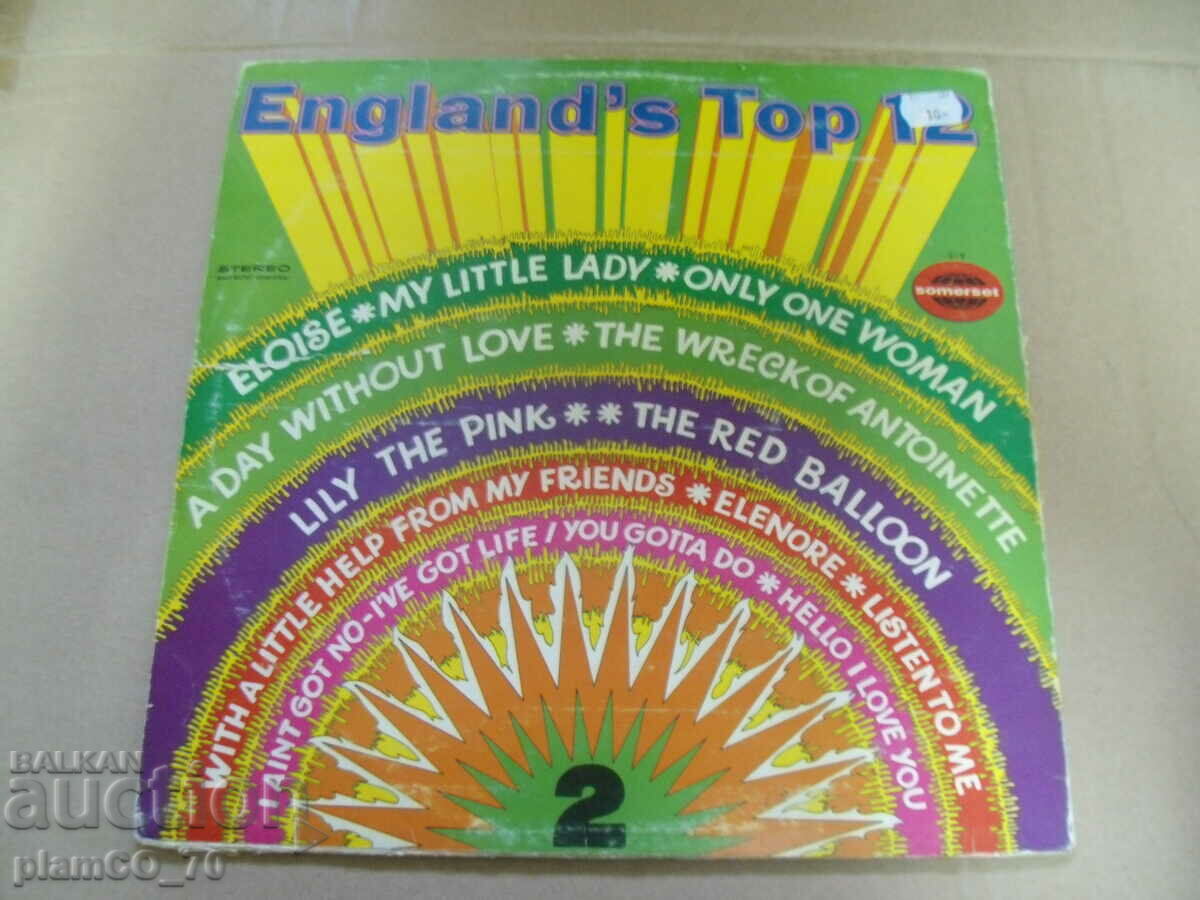 England's Top 12
10-
STEREO
somerset
ELOISE * MY LITTLE LADY * ONLY ONE WOMAN
A DAY WITHOUT LOVE * THE WRECK OF ANTOINETTE
LILY THE PINK * * THE RED BALLOON
WITH A LITTLE HELP FROM MY FRIENDS * ELENORE * LISTEN TO ME
I AINT GOT NO-I'VE GOT LIFE / YOU GOTTA DO * HELLO I LOVE YOU
2
BALKAN
auction
plamCO_70